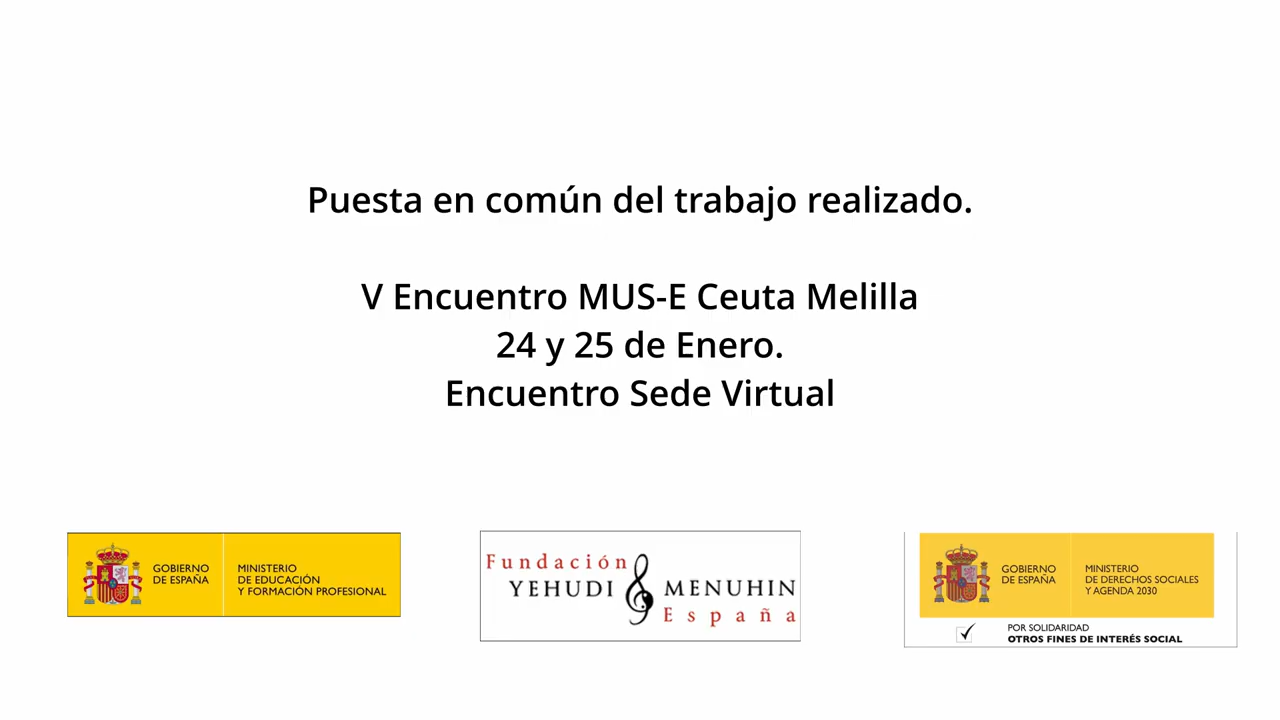 Puesta en común del trabajo realizado.
V Encuentro MUS-E Ceuta Melilla
24 y 25 de Enero.
Encuentro Sede Virtual
GOBIERNO
DE ESPAÑA
MINISTERIO
DE EDUCACIÓN
Y FORMACIÓN PROFESIONAL
Fundación
YEHUDI MENUHIN
España
GOBIERNO
DE ESPAÑA
MINISTERIO
DE DERECHOS SOCIALES
Y AGENDA 2030
POR SOLIDARIDAD
OTROS FINES DE INTERÉS SOCIAL